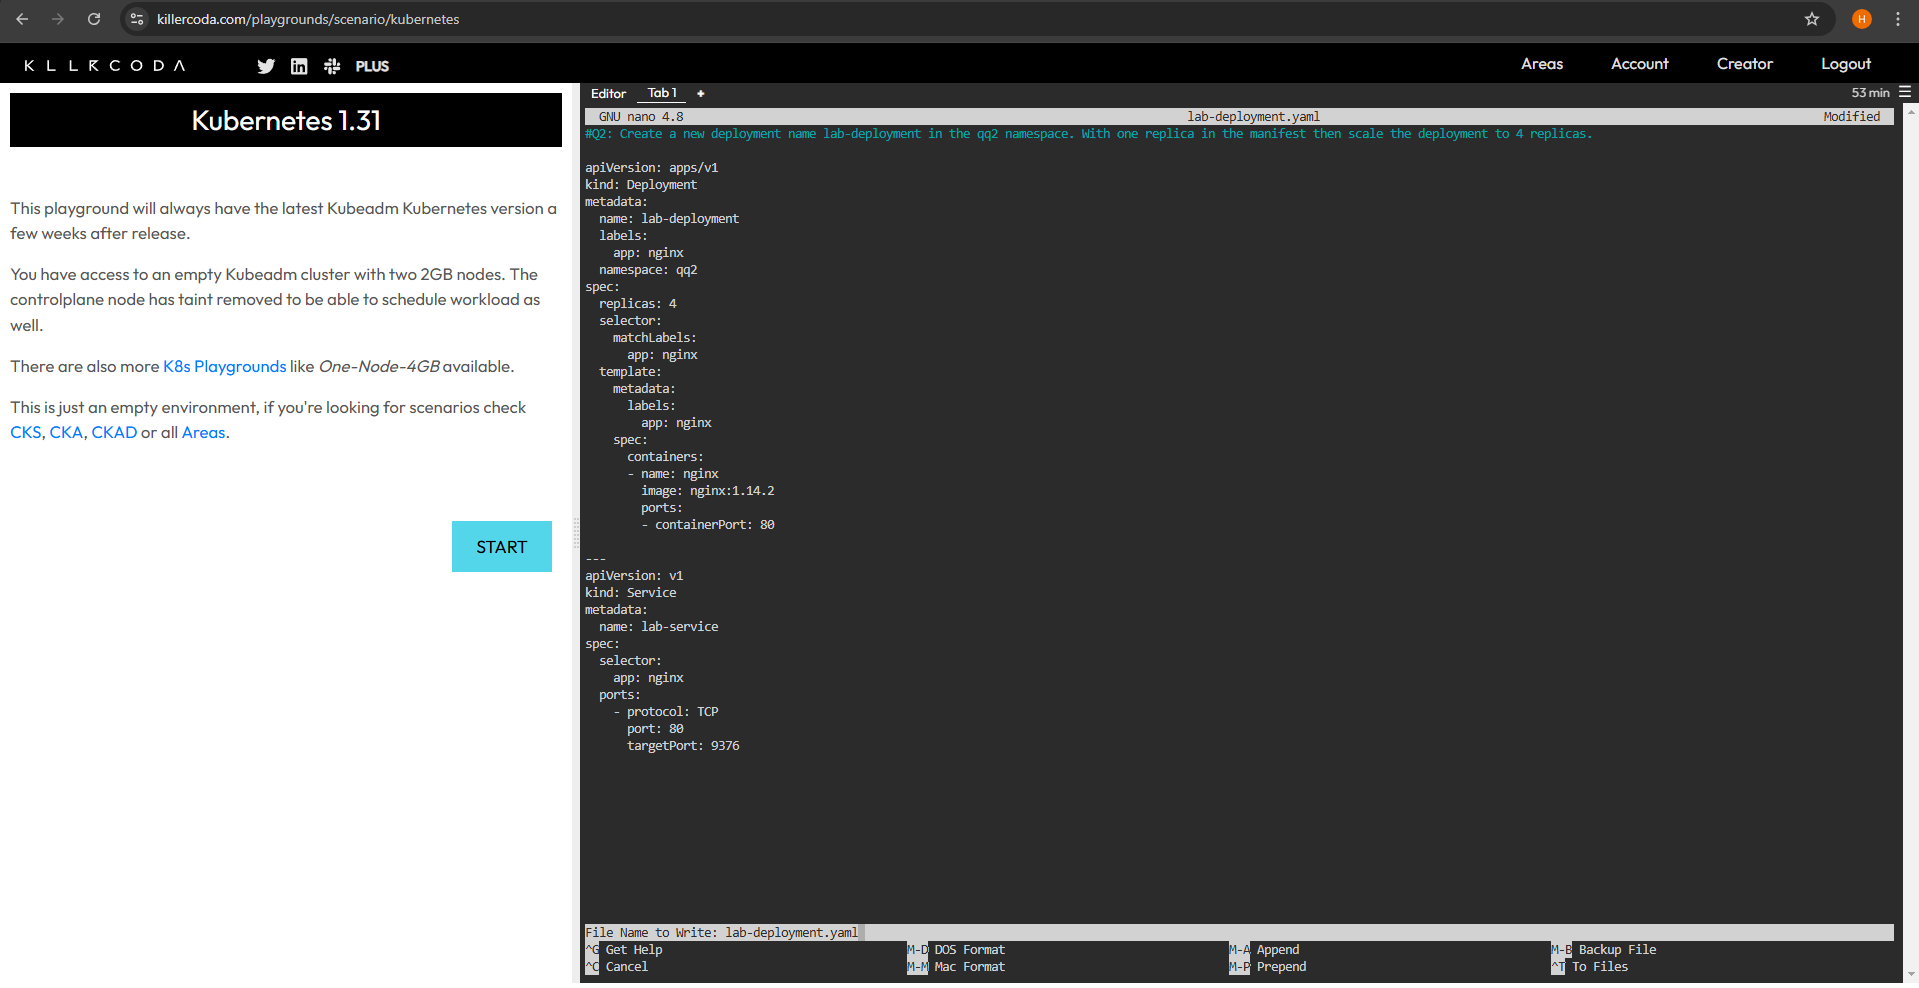 killercoda.com/playgrounds/scenario/kubernetes
H
KLLRCODA
PLUS
Areas
Account
Creator
Logout
Kubernetes 1.31
This playground will always have the latest Kubeadm Kubernetes version a
few weeks after release.
You have access to an empty Kubeadm cluster with two 2GB nodes. The
controlplane node has taint removed to be able to schedule workload as
well.
There are also more K8s Playgrounds like One-Node-4GB available.
This is just an empty environment, if you're looking for scenarios check
CKS, CKA, CKAD or all Areas.
START
Editor
Tab 1
+
53 min
GNU nano 4.8
lab-deployment.yaml
Modified
#Q2: Create a new deployment name lab-deployment in the qq2 namespace. With one replica in the manifest then scale the deployment to 4 replicas.
apiVersion: apps/v1
kind: Deployment
metadata:
  name: lab-deployment
  labels:
    app: nginx
  namespace: qq2
spec:
  replicas: 4
  selector:
    matchLabels:
      app: nginx
  template:
    metadata:
      labels:
        app: nginx
    spec:
      containers:
      - name: nginx
        image: nginx:1.14.2
        ports:
        - containerPort: 80
---
apiVersion: v1
kind: Service
metadata:
  name: lab-service
spec:
  selector:
    app: nginx
  ports:
    - protocol: TCP
      port: 80
      targetPort: 9376
File Name to Write: lab-deployment.yaml
^G Get Help
M-D DOS Format
M-A Append
M-B Backup File
^C Cancel
M-M Mac Format
M-P Prepend
^T To Files